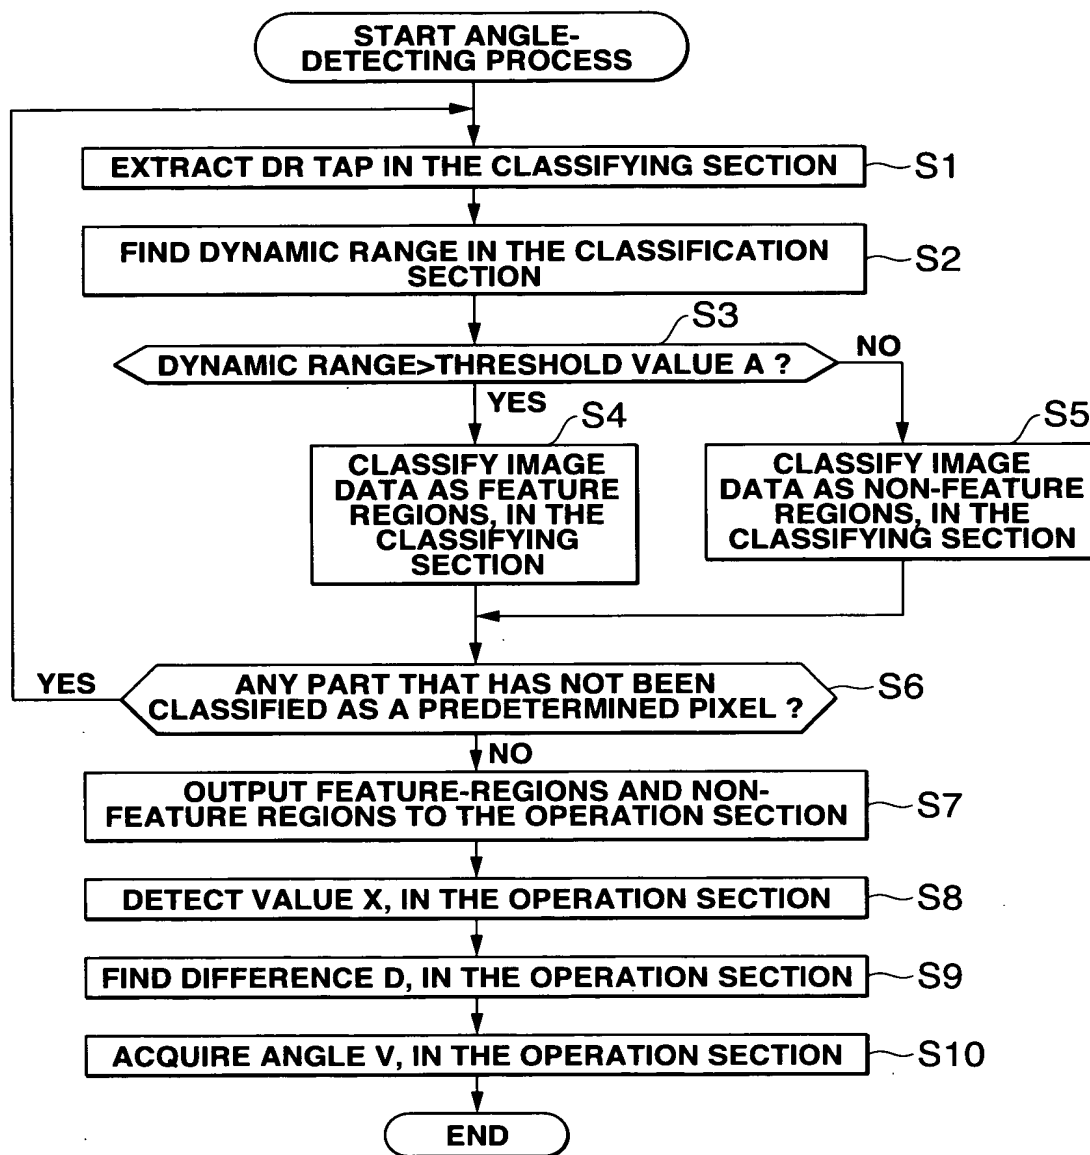 START ANGLE-
DETECTING PROCESS
EXTRACT DR TAP IN THE CLASSIFYING SECTION
S1
FIND DYNAMIC RANGE IN THE CLASSIFICATION
SECTION
S2
S3
DYNAMIC RANGE>THRESHOLD VALUE A ?
NO
YES
S4
CLASSIFY IMAGE
DATA AS FEATURE
REGIONS, IN THE
CLASSIFYING
SECTION
S5
CLASSIFY IMAGE
DATA AS NON-FEATURE
REGIONS, IN THE
CLASSIFYING SECTION
YES
ANY PART THAT HAS NOT BEEN
CLASSIFIED AS A PREDETERMINED PIXEL ?
S6
NO
OUTPUT FEATURE-REGIONS AND NON-
FEATURE REGIONS TO THE OPERATION SECTION
S7
DETECT VALUE X, IN THE OPERATION SECTION
S8
FIND DIFFERENCE D, IN THE OPERATION SECTION
S9
ACQUIRE ANGLE V, IN THE OPERATION SECTION
S10
END